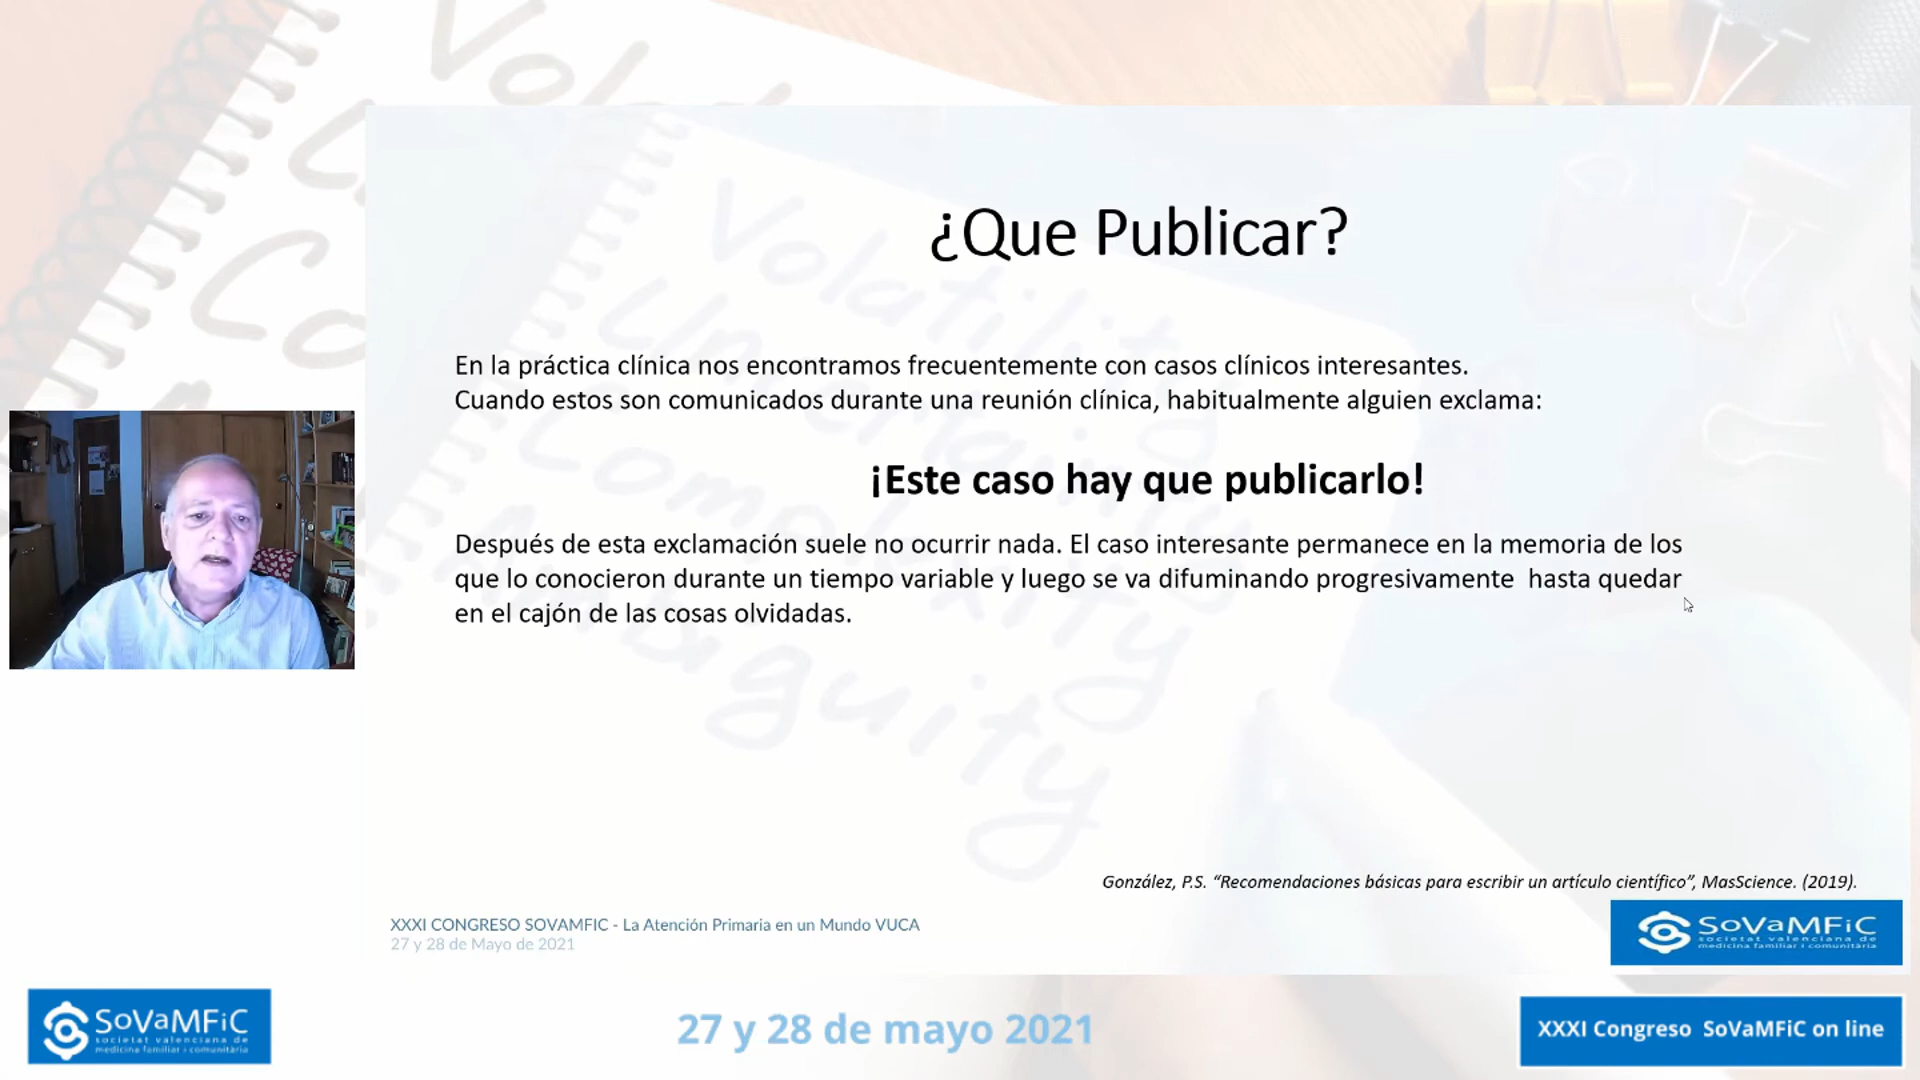 ¿Que Publicar?
En la práctica clínica nos encontramos frecuentemente con casos clínicos interesantes.
Cuando estos son comunicados durante una reunión clínica, habitualmente alguien exclama:
¡Este caso hay que publicarlo!
Después de esta exclamación suele no ocurrir nada. El caso interesante permanece en la memoria de los
que lo conocieron durante un tiempo variable y luego se va difuminando progresivamente hasta quedar
en el cajón de las cosas olvidadas.
González, P.S. “Recomendaciones básicas para escribir un artículo científico”, MasScience. (2019).
XXXI CONGRESO SOVAMFIC - La Atención Primaria en un Mundo VUCA
27 y 28 de Mayo de 2021
SoVaMFiC
societat valenciana de
medicina familiar i comunitària
SoVaMFiC
societat valenciana de
medicina familiar i comunitària
27 y 28 de mayo 2021
XXXI Congreso SoVaMFiC on line
Volatility
Uncertainty
Complexity
Ambiguity